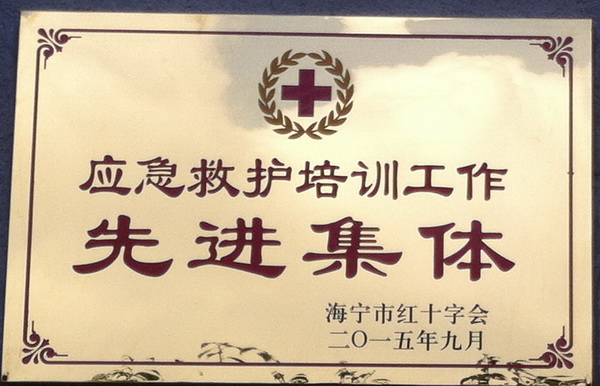 应急救护培训工作
先进集体
海宁市红十字会
二〇一五年九月